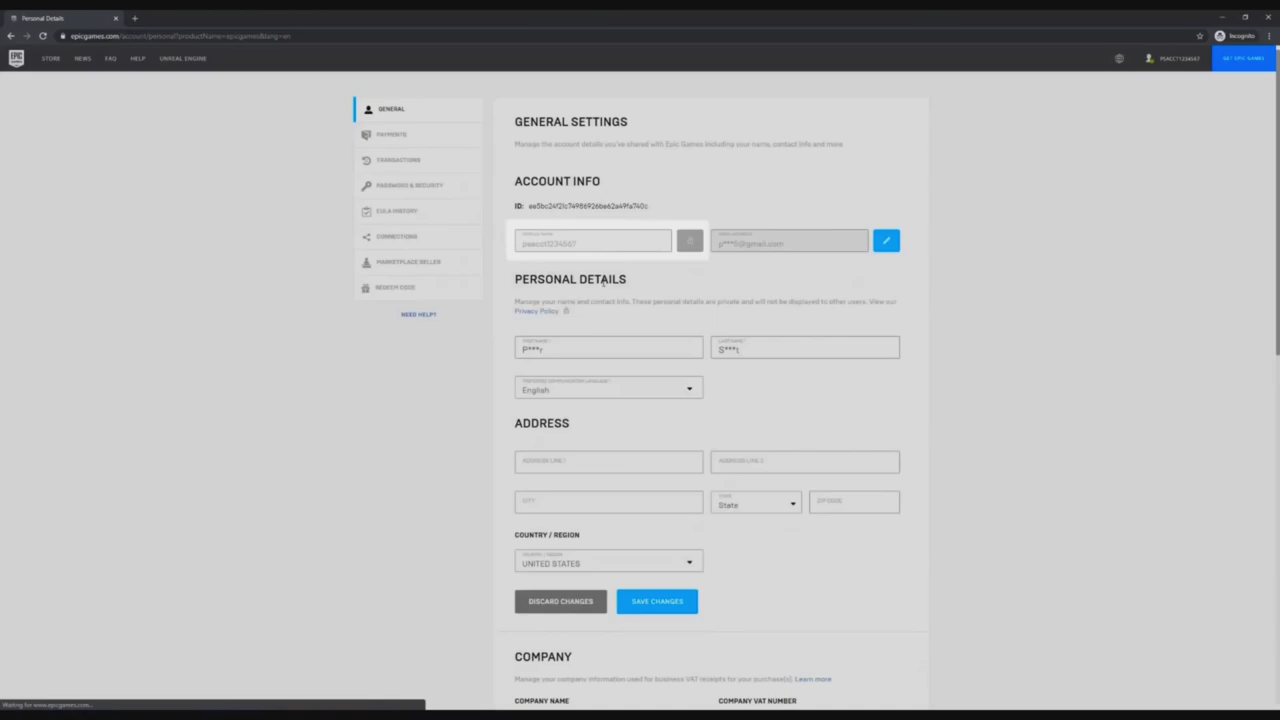 Personal Details
epicgames.com/account/personal?productName=epicgames&lang=en
Incognito
EPIC GAMES
STORE NEWS FAQ HELP UNREAL ENGINE
PSACCT1234567
GET EPIC GAMES
GENERAL
PAYMENTS
TRANSACTIONS
PASSWORD & SECURITY
EULA HISTORY
CONNECTIONS
MARKETPLACE SELLER
REDEEM CODE
NEED HELP?
GENERAL SETTINGS
Manage the account details you've shared with Epic Games including your name, contact info and more
ACCOUNT INFO
ID: ee5bc24f21c74986926be62a49fa740c
DISPLAY NAME
psacct1234567
EMAIL ADDRESS
p***5@gmail.com
PERSONAL DETAILS
Manage your name and contact info. These personal details are private and will not be displayed to other users. View our
Privacy Policy
FIRST NAME*
P***r
LAST NAME*
S***t
PREFERRED COMMUNICATION LANGUAGE*
English
ADDRESS
ADDRESS LINE 1
ADDRESS LINE 2
CITY
STATE
State
ZIP CODE
COUNTRY / REGION
COUNTRY / REGION
UNITED STATES
DISCARD CHANGES
SAVE CHANGES
COMPANY
Manage your company information used for business VAT receipts for your purchase(s). Learn more
COMPANY NAME
COMPANY VAT NUMBER
Waiting for www.epicgames.com...